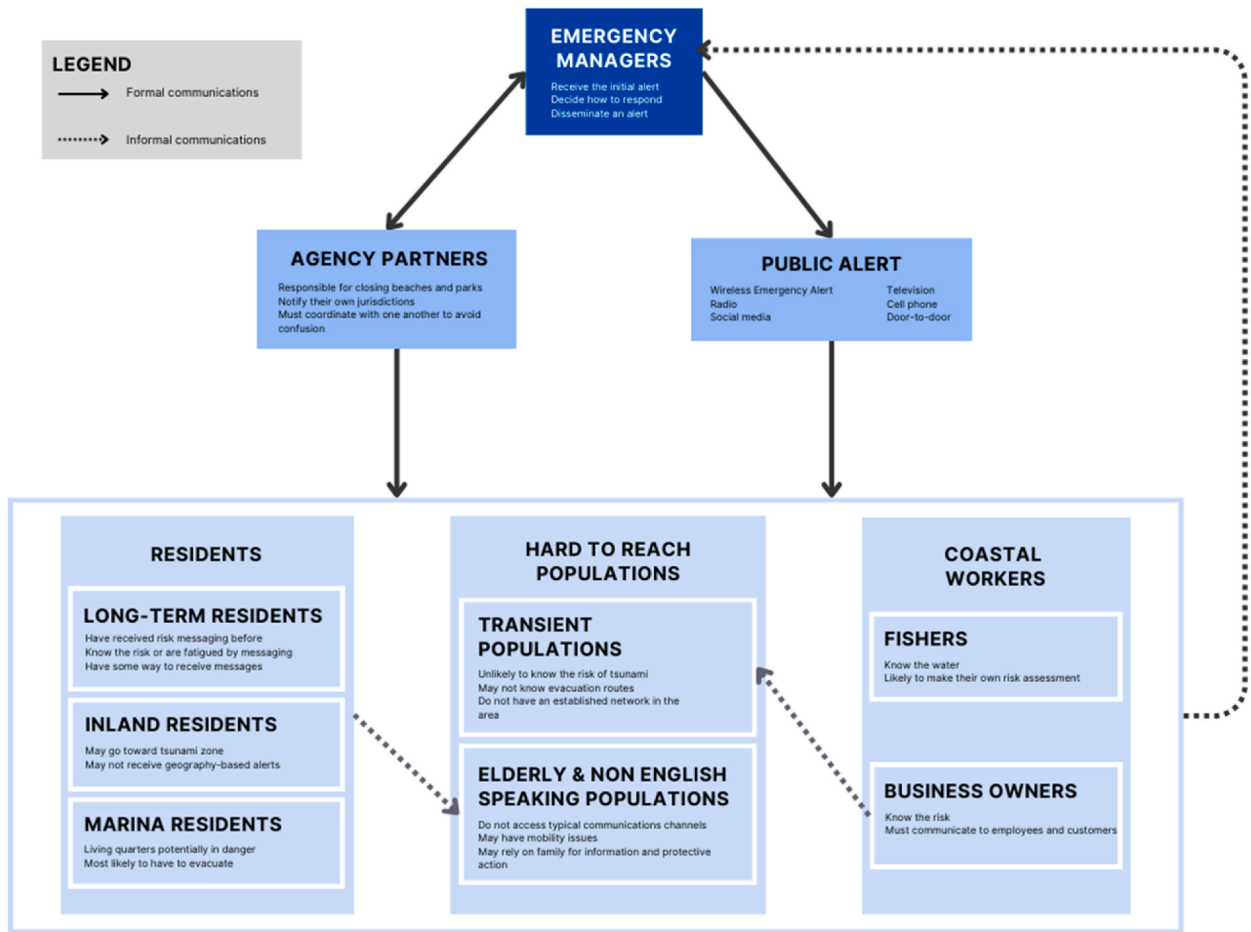 EMERGENCY
MANAGERS
Receive the initial alert
Decide how to respond
Disseminate an alert
LEGEND
Formal communications
Informal communications
AGENCY PARTNERS
Responsible for closing beaches and parks
Notify their own jurisdictions
Must coordinate with one another to avoid
confusion
PUBLIC ALERT
Wireless Emergency Alert
Radio
Social media
Television
Cell phone
Door-to-door
RESIDENTS
LONG-TERM RESIDENTS
Have received risk messaging before
Know the risk or are fatigued by messaging
Have some way to receive messages
INLAND RESIDENTS
May go toward tsunami zone
May not receive geography-based alerts
MARINA RESIDENTS
Living quarters potentially in danger
Most likely to have to evacuate
HARD TO REACH
POPULATIONS
TRANSIENT
POPULATIONS
Unlikely to know the risk of tsunami
May not know evacuation routes
Do not have an established network in the
area
ELDERLY & NON ENGLISH
SPEAKING POPULATIONS
Do not access typical communications channels
May have mobility issues
May rely on family for information and protective
action
COASTAL
WORKERS
FISHERS
Know the water
Likely to make their own risk assessment
BUSINESS OWNERS
Know the risk
Must communicate to employees and customers